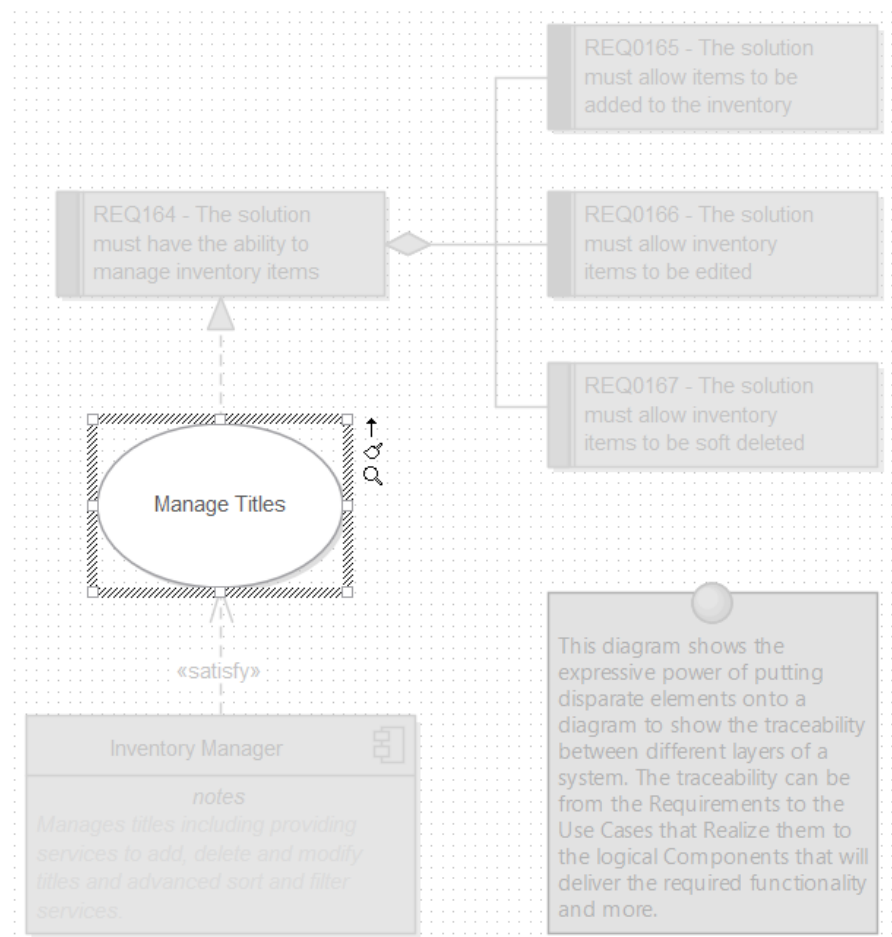 REQ0165 - The solution
must allow items to be
added to the inventory
REQ164 - The solution
must have the ability to
manage inventory items
REQ0166 - The solution
must allow inventory
items to be edited
REQ0167 - The solution
must allow inventory
items to be soft deleted
Manage Titles
«satisfy»
Inventory Manager
notes
Manages titles including providing
services to add, delete and modify
titles and advanced sort and filler
services.
This diagram shows the
expressive power of putting
disparate elements onto a
diagram to show the traceability
between different layers of a
system. The traceability can be
from the Requirements to the
Use Cases that Realize them to
the logical Components that will
deliver the required functionality
and more.